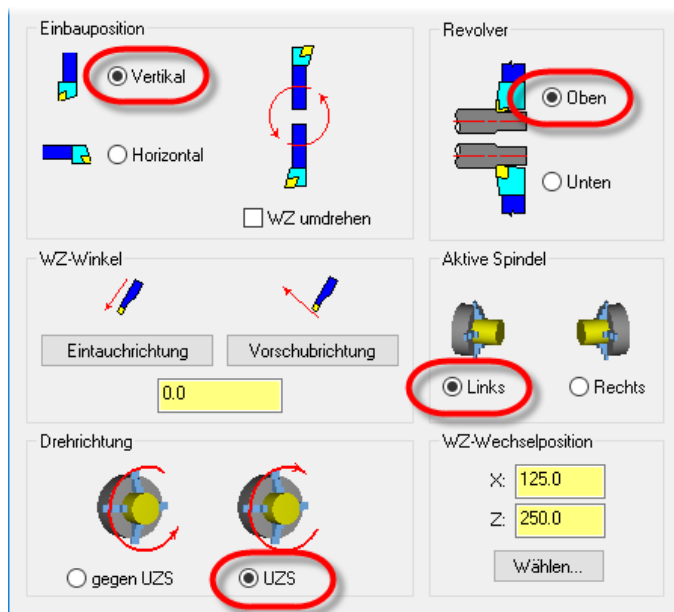 Einbauposition
Vertikal
Horizontal
WZ umdrehen
Revolver
Oben
Unten
WZ-Winkel
Eintauchrichtung
Vorschubrichtung
0.0
Aktive Spindel
Links
Rechts
Drehrichtung
gegen UZS
UZS
WZ-Wechselposition
X: 125.0
Z: 250.0
Wählen...